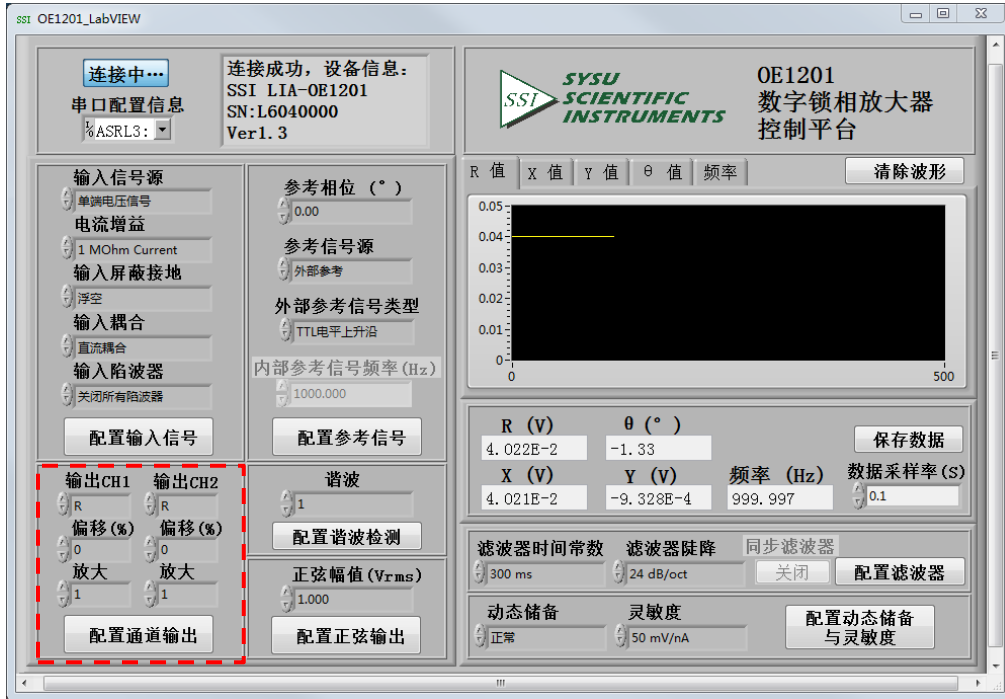 SSI OE1201_LabVIEW
连接中…
串口配置信息
ASRL3:
连接成功，设备信息：
SSI LIA-OE1201
SN:L6040000
Ver1.3
SSI
SYSU
SCIENTIFIC
INSTRUMENTS
OE1201
数字锁相放大器
控制平台
输入信号源
单端电压信号
电流增益
1 MOhm Current
输入屏蔽接地
浮空
输入耦合
直流耦合
输入陷波器
关闭所有陷波器
配置输入信号
参考相位 (°)
0.00
参考信号源
外部参考
外部参考信号类型
TTL电平上升沿
内部参考信号频率(Hz)
1000.000
配置参考信号
R 值 X 值 Y 值 θ 值 频率
清除波形
0.05
0.04
0.03
0.02
0.01
0
0 500
R (V) θ (°)
4.022E-2 -1.33
保存数据
X (V) Y (V) 频率 (Hz) 数据采样率(S)
4.021E-2 -9.328E-4 999.997 0.1
输出CH1 输出CH2
R R
偏移(%) 偏移(%)
0 0
放大 放大
1 1
配置通道输出
谐波
1
配置谐波检测
正弦幅值(Vrms)
1.000
配置正弦输出
滤波器时间常数 滤波器陡降 同步滤波器
300 ms 24 dB/oct 关闭 配置滤波器
动态储备 灵敏度
正常 50 mV/nA
配置动态储备
与灵敏度